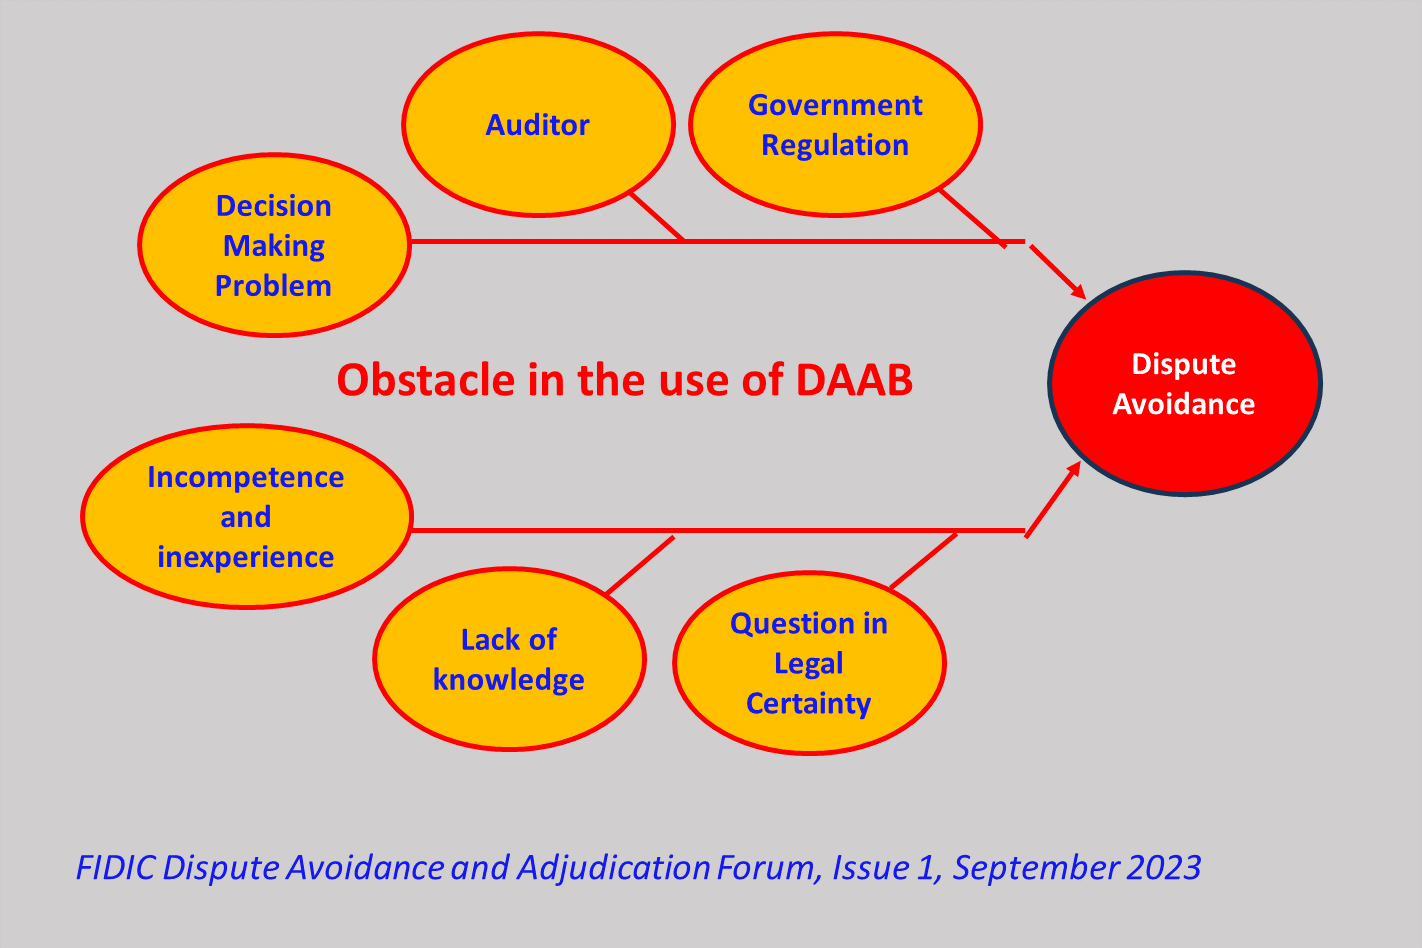 Auditor
Government
Regulation
Decision
Making
Problem
Dispute
Avoidance
Obstacle in the use of DAAB
Incompetence
and
inexperience
Lack of
knowledge
Question in
Legal
Certainty
FIDIC Dispute Avoidance and Adjudication Forum, Issue 1, September 2023